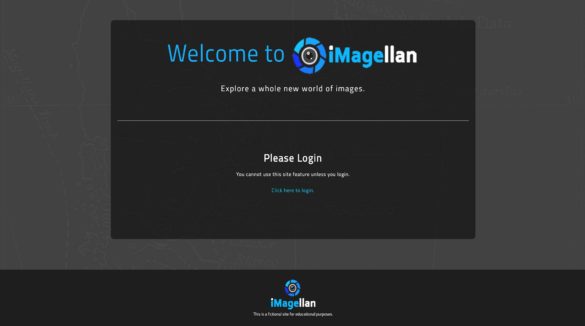 Welcome to iMagellan
Explore a whole new world of images.
Please Login
You cannot use this site feature unless you login.
Click here to login.
iMagellan
This is a fictional site for educational purposes.